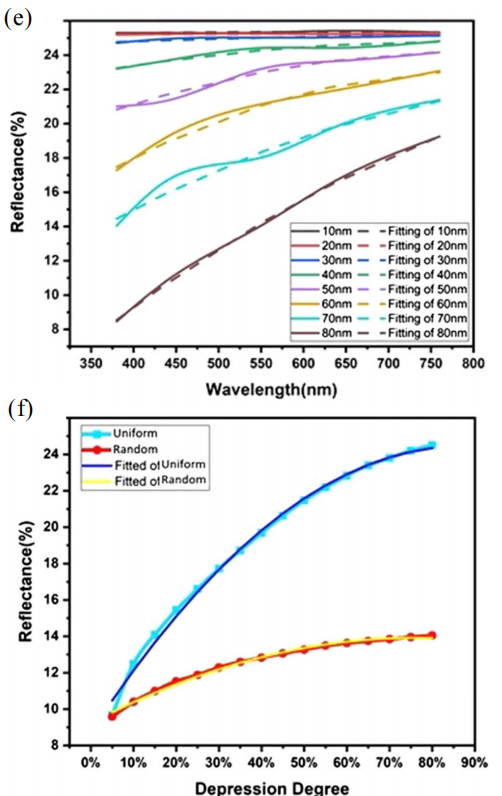 (e)
24
22
20
18
16
14
12
10
8
Reflectance(%)
10nm Fitting of 10nm
20nm Fitting of 20nm
30nm Fitting of 30nm
40nm Fitting of 40nm
50nm Fitting of 50nm
60nm Fitting of 60nm
70nm Fitting of 70nm
80nm Fitting of 80nm
350 400 450 500 550 600 650 700 750 800
Wavelength(nm)
(f)
Uniform
Random
Fitted of Uniform
Fitted of Random
24
22
20
18
16
14
12
10
8
Reflectance(%)
0% 10% 20% 30% 40% 50% 60% 70% 80% 90%
Depression Degree